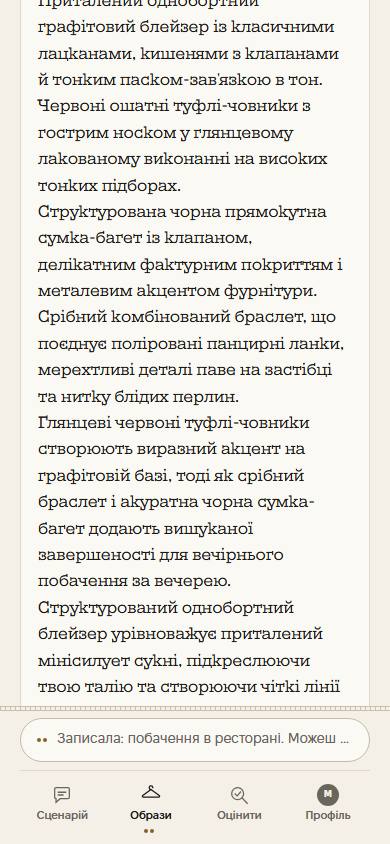 Приталений однобортний
графітовий блейзер із класичними
лацканами, кишенями з клапанами
й тонким паском-зав'язкою в тон.
Червоні ошатні туфлі-човники з
гострим носком у глянцевому
лакованому виконанні на високих
тонких підборах.
Структурована чорна прямокутна
сумка-багет із клапаном,
делікатним фактурним покриттям і
металевим акцентом фурнітури.
Срібний комбінований браслет, що
поєднує поліровані панцирні ланки,
мерехтливі деталі паве на застібці
та нитку блідих перлин.
Глянцеві червоні туфлі-човники
створюють виразний акцент на
графітовій базі, тоді як срібний
браслет і акуратна чорна сумка-
багет додають вишуканої
завершеності для вечірнього
побачення за вечерею.
Структурований однобортний
блейзер урівноважує приталений
мінісилует сукні, підкреслюючи
твою талію та створюючи чіткі лінії
Записала: побачення в ресторані. Можеш ...
Сценарій Образи Оцінити Профіль
М